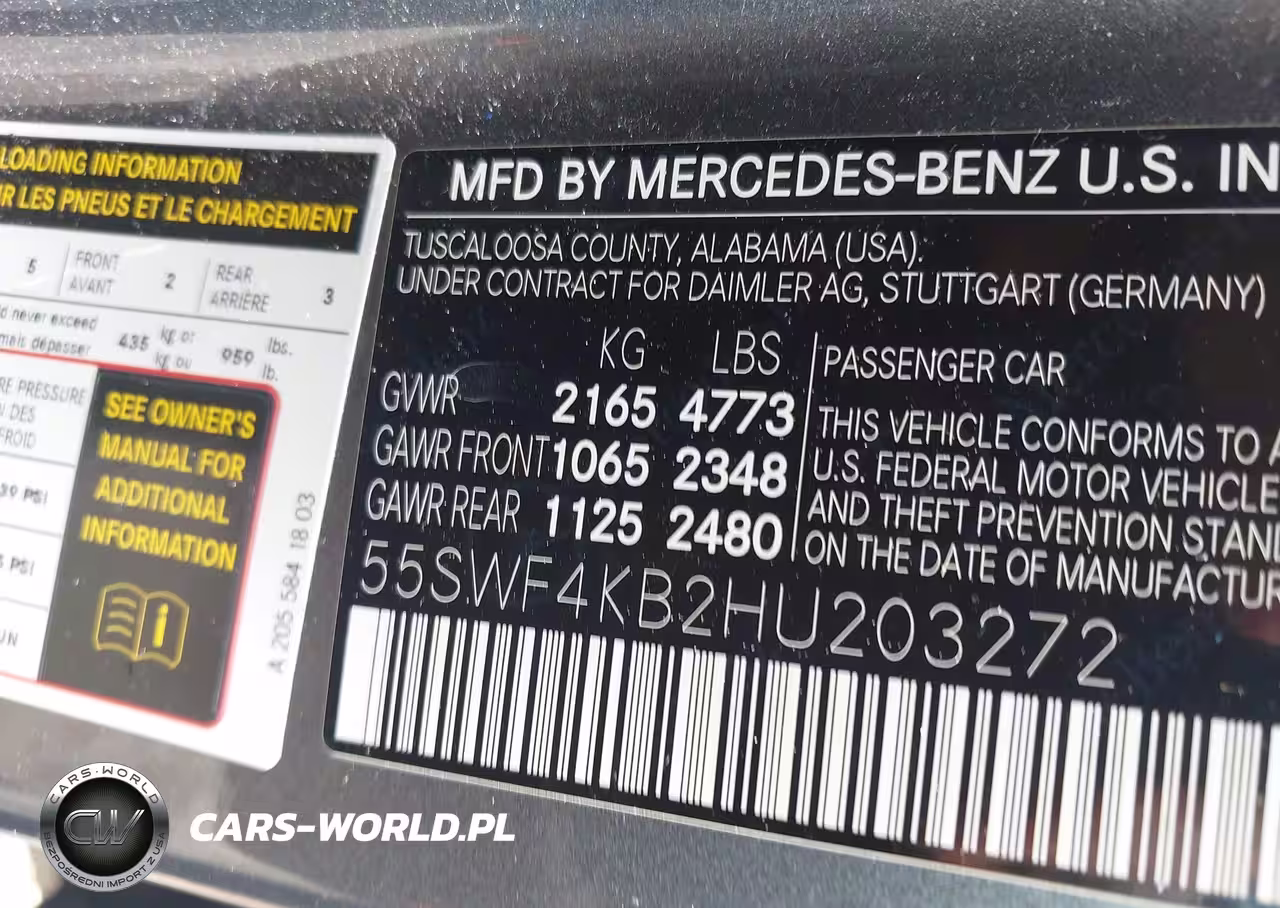 LOADING INFORMATION
R LES PNEUS ET LE CHARGEMENT
5 FRONT AVANT 2 REAR ARRIÈRE 3
d never exceed
mais dépasser 435 kg or kg ou 959 lbs. lb.
RE PRESSURE
N DES
FROID
39 PSI
5 PSI
UN
SEE OWNER'S
MANUAL FOR
ADDITIONAL
INFORMATION
i
A 205 584 18 03
MFD BY MERCEDES-BENZ U.S. IN
TUSCALOOSA COUNTY, ALABAMA (USA).
UNDER CONTRACT FOR DAIMLER AG, STUTTGART (GERMANY)
KG LBS
GVWR 2165 4773
GAWR FRONT 1065 2348
GAWR REAR 1125 2480
PASSENGER CAR
THIS VEHICLE CONFORMS TO A
U.S. FEDERAL MOTOR VEHICLE
AND THEFT PREVENTION STAN
ON THE DATE OF MANUFACTUR
55SWF4KB2HU203272
CARS-WORLD
CW
BEZPOŚREDNI IMPORT Z USA
CARS-WORLD.PL